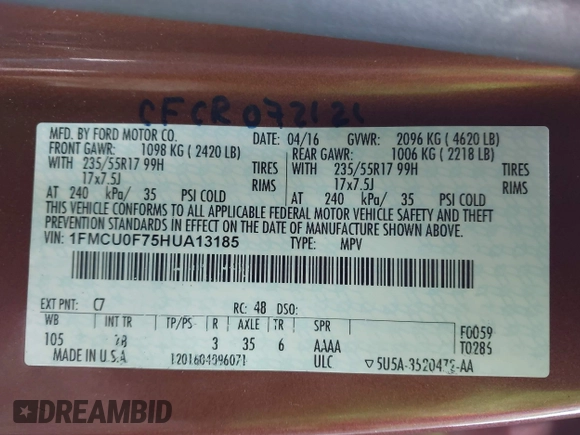 CFCR072121
MFD. BY FORD MOTOR CO. DATE: 04/16 GVWR: 2096 KG ( 4620 LB)
FRONT GAWR: 1098 KG ( 2420 LB) REAR GAWR: 1006 KG ( 2218 LB)
WITH 235/55R17 99H TIRES WITH 235/55R17 99H TIRES
17x7.5J RIMS 17x7.5J RIMS
AT 240 kPa/ 35 PSI COLD AT 240 kPa/ 35 PSI COLD
THIS VEHICLE CONFORMS TO ALL APPLICABLE FEDERAL MOTOR VEHICLE SAFETY AND THEFT
PREVENTION STANDARDS IN EFFECT ON THE DATE OF MANUFACTURE SHOWN ABOVE.
VIN: 1FMCU0F75HUA13185 TYPE: MPV
EXT PNT: C7 RC: 48 DSO:
WB INT TR TP/PS R AXLE TR SPR F0059
105 3 35 6 AAAA T0286
MADE IN U.S.A ULC
DREAMBID